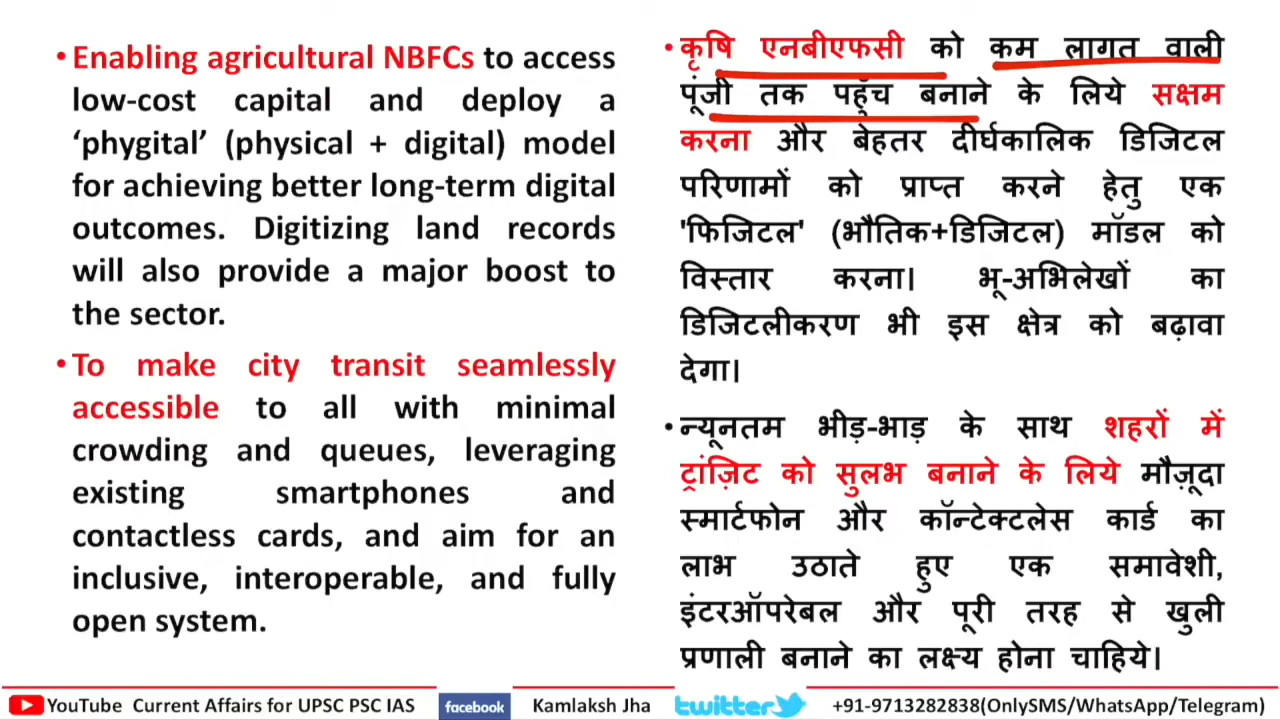 •Enabling agricultural NBFCs to access
low-cost capital and deploy a
‘phygital’ (physical + digital) model
for achieving better long-term digital
outcomes. Digitizing land records
will also provide a major boost to
the sector.
•To make city transit seamlessly
accessible to all with minimal
crowding and queues, leveraging
existing smartphones and
contactless cards, and aim for an
inclusive, interoperable, and fully
open system.
•कृषि एनबीएफसी को कम लागत वाली
पूंजी तक पहुँच बनाने के लिये सक्षम
करना और बेहतर दीर्घकालिक डिजिटल
परिणामों को प्राप्त करने हेतु एक
'फिजिटल' (भौतिक+डिजिटल) मॉडल को
विस्तार करना। भू-अभिलेखों का
डिजिटलीकरण भी इस क्षेत्र को बढ़ावा
देगा।
•न्यूनतम भीड़-भाड़ के साथ शहरों में
ट्रांज़िट को सुलभ बनाने के लिये मौज़ूदा
स्मार्टफोन और कॉन्टेक्टलेस कार्ड का
लाभ उठाते हुए एक समावेशी,
इंटरऑपरेबल और पूरी तरह से खुली
प्रणाली बनाने का लक्ष्य होना चाहिये।
YouTube Current Affairs for UPSC PSC IAS facebook Kamlaksh Jha twitter +91-9713282838(OnlySMS/WhatsApp/Telegram)